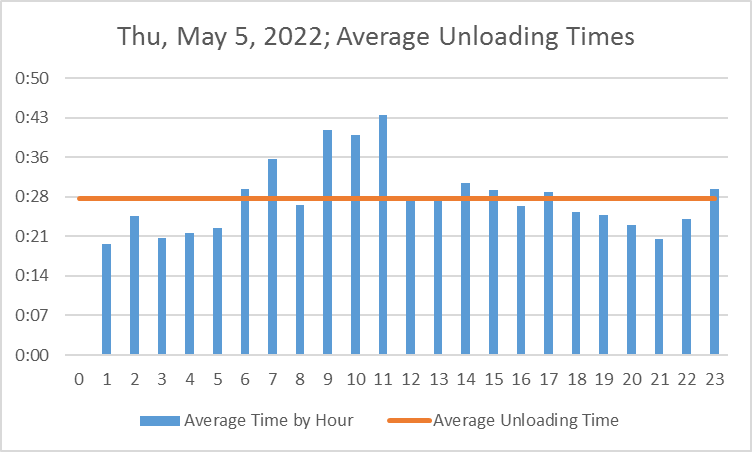 Thu, May 5, 2022; Average Unloading Times
0:50
0:43
0:36
0:28
0:21
0:14
0:07
0:00
0 1 2 3 4 5 6 7 8 9 10 11 12 13 14 15 16 17 18 19 20 21 22 23
Average Time by Hour Average Unloading Time